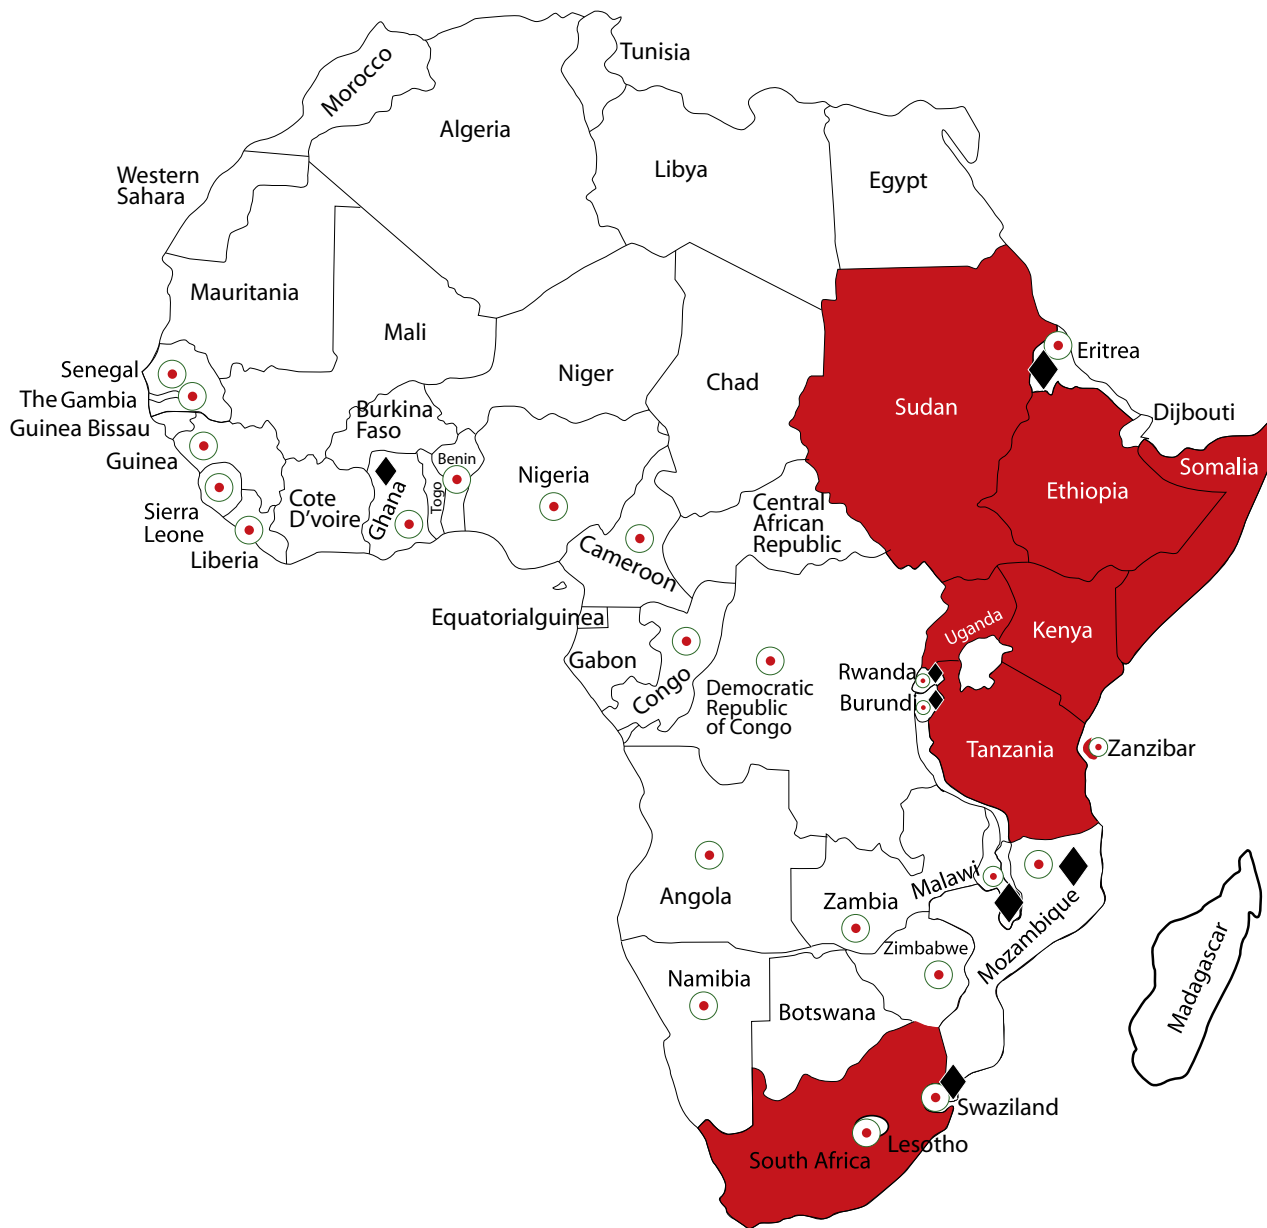 Tunisia
Morocco
Algeria
Libya
Egypt
Western
Sahara
Mauritania
Mali
Niger
Chad
Sudan
Eritrea
Senegal
The Gambia
Guinea Bissau
Guinea
Sierra
Leone
Liberia
Burkina
Faso
Cote
D'voire
Ghana
Togo
Benin
Nigeria
Cameroon
Central
African
Republic
Dijbouti
Somalia
Ethiopia
Equatorialguinea
Gabon
Congo
Democratic
Republic
of Congo
Uganda
Kenya
Rwanda
Burundi
Tanzania
Zanzibar
Angola
Zambia
Malawi
Mozambique
Zimbabwe
Namibia
Botswana
Madagascar
Swaziland
Lesotho
South Africa